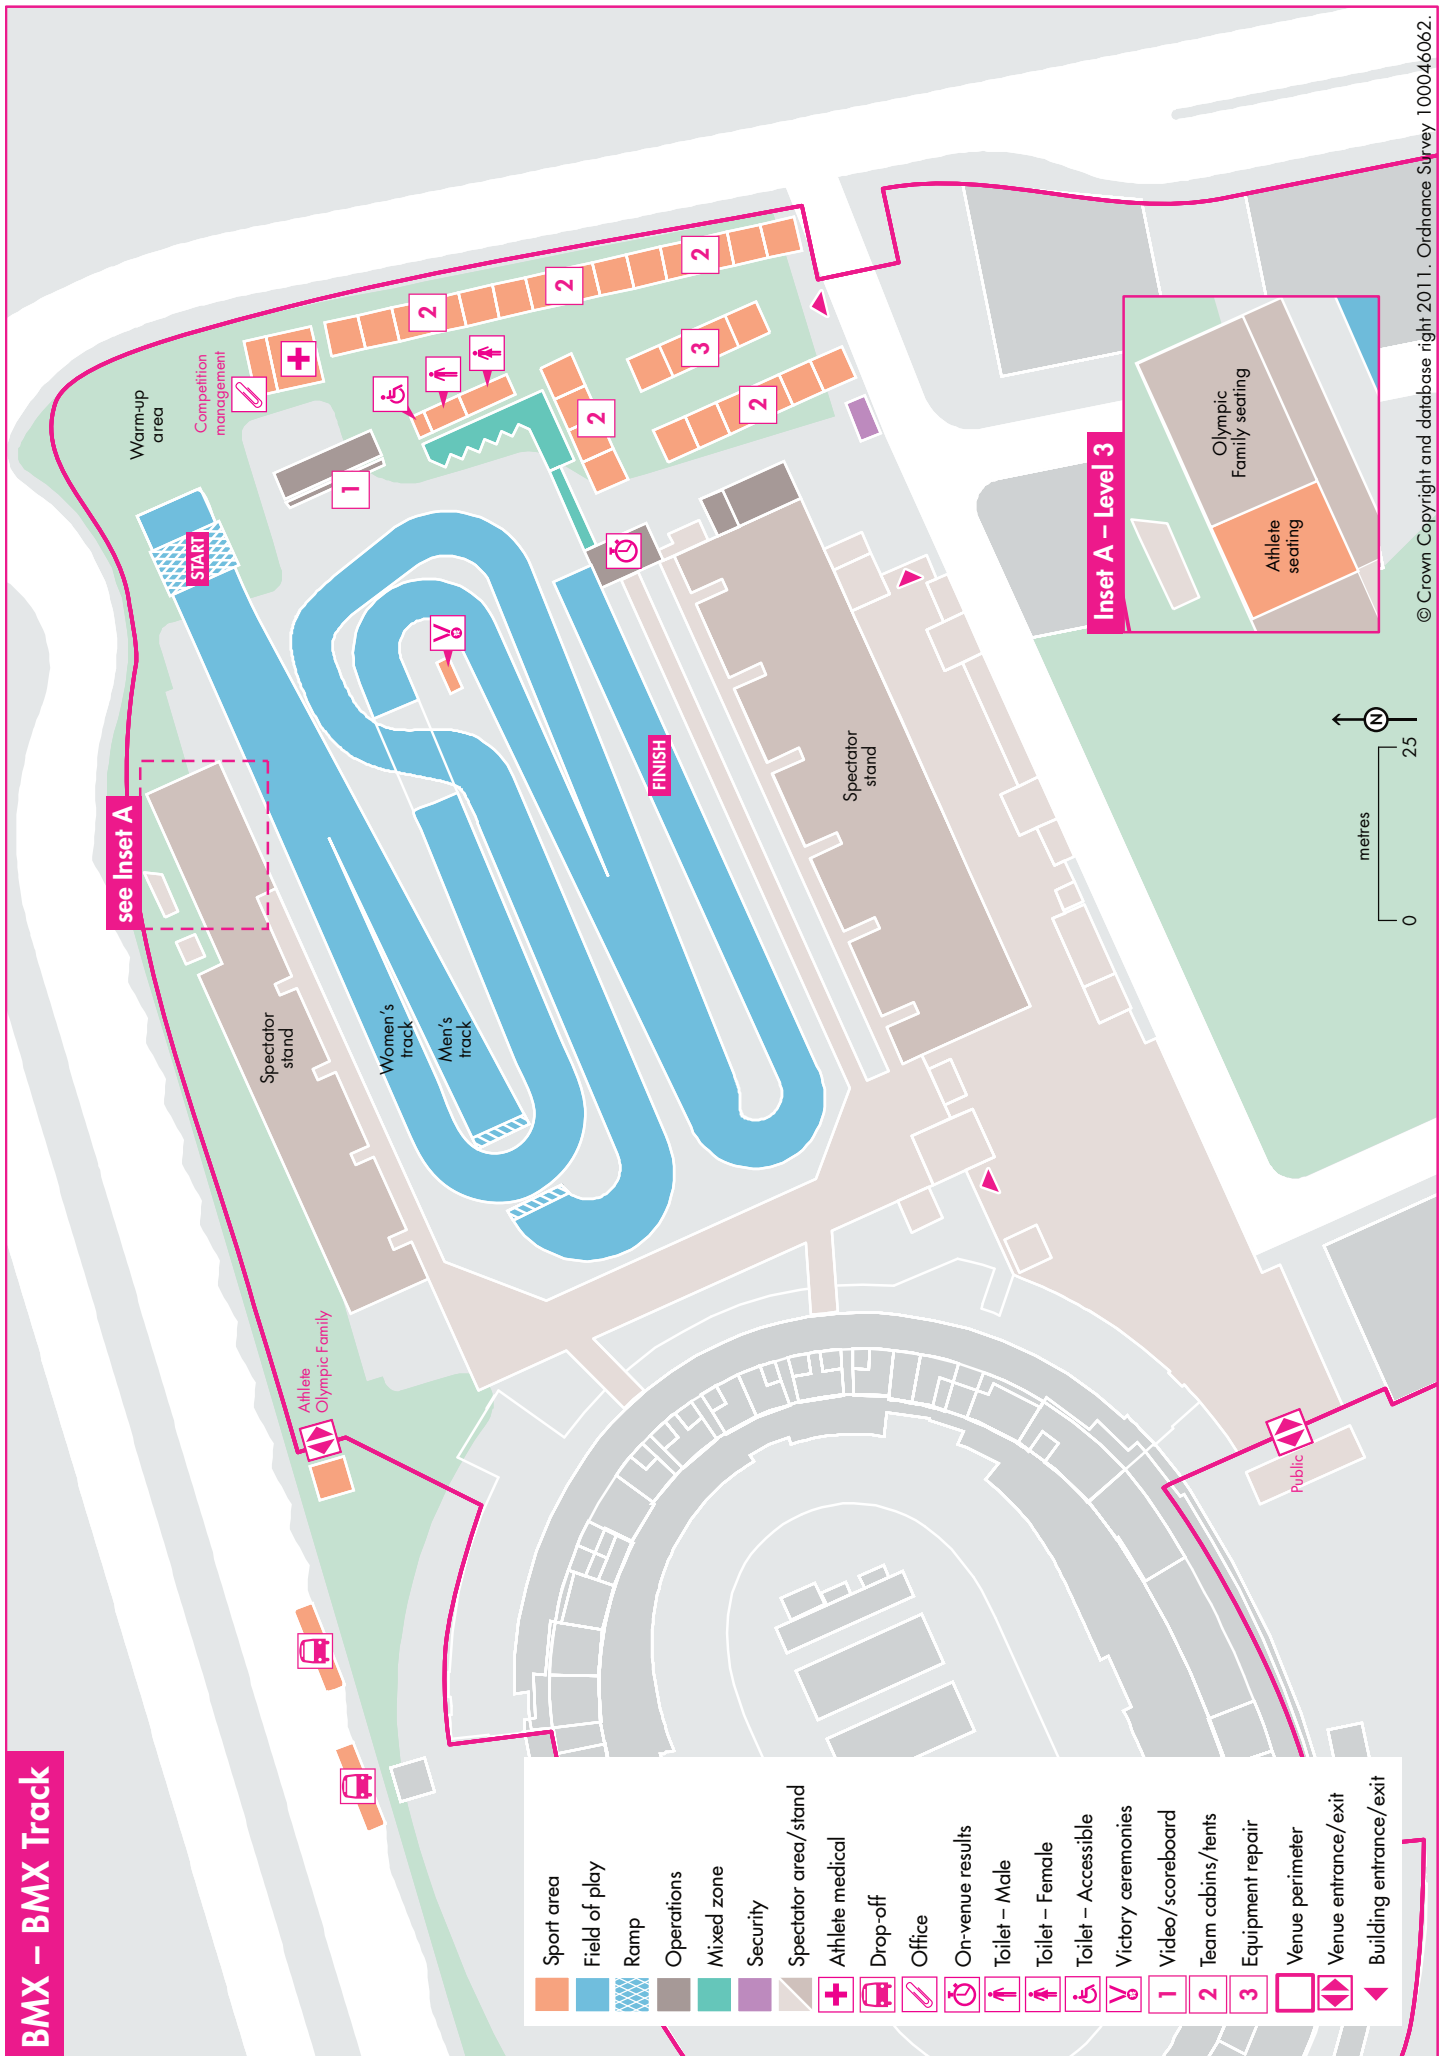 BMX – BMX Track
see Inset A
Warm-up
area
Competition
management
START
1
2
2
2
3
2
2
Spectator
stand
Women's
track
Men's
track
FINISH
Spectator
stand
Athlete
Olympic Family
Public
Inset A – Level 3
Olympic
Family seating
Athlete
seating
N
metres
0
25
Sport area
Field of play
Ramp
Operations
Mixed zone
Security
Spectator area/stand
Athlete medical
Drop-off
Office
On-venue results
Toilet – Male
Toilet – Female
Toilet – Accessible
Victory ceremonies
1 Video/scoreboard
2 Team cabins/tents
3 Equipment repair
Venue perimeter
Venue entrance/exit
Building entrance/exit
© Crown Copyright and database right 2011. Ordnance Survey 100046062.